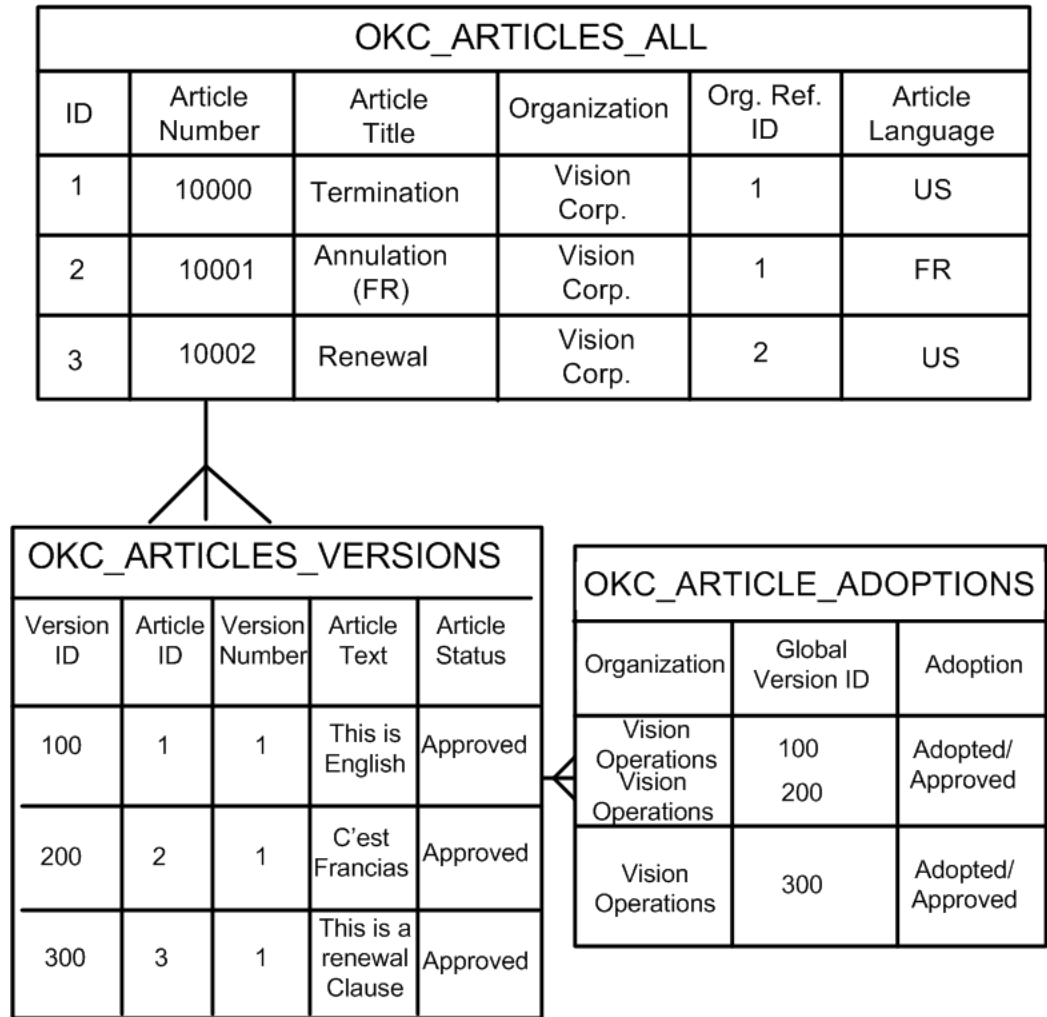 OKC_ARTICLES_ALL
ID
Article
Number
Article
Title
Organization
Org. Ref.
ID
Article
Language
1
10000
Termination
Vision
Corp.
1
US
2
10001
Annulation
(FR)
Vision
Corp.
1
FR
3
10002
Renewal
Vision
Corp.
2
US
OKC_ARTICLES_VERSIONS
Version
ID
Article
ID
Version
Number
Article
Text
Article
Status
100
1
1
This is
English
Approved
200
2
1
C'est
Francias
Approved
300
3
1
This is a
renewal
Clause
Approved
OKC_ARTICLE_ADOPTIONS
Organization
Global
Version ID
Adoption
Vision
Operations
100
Adopted/
Approved
Vision
Operations
200
Vision
Operations
300
Adopted/
Approved